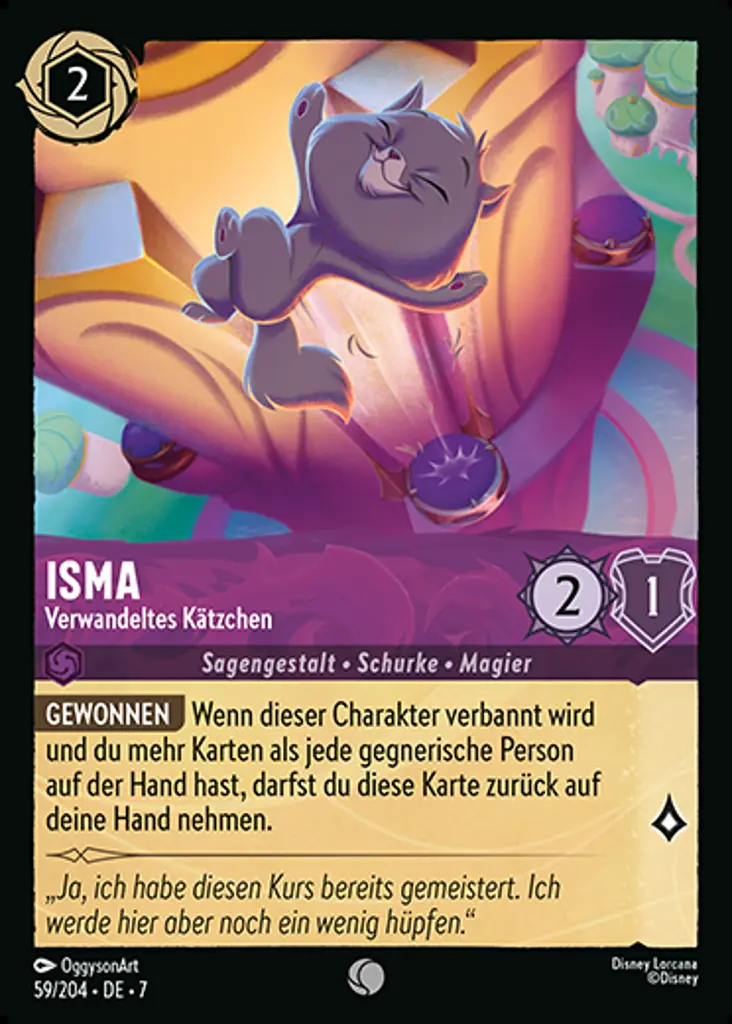 2
ISMA
Verwandeltes Kätzchen
2
1
Sagengestalt • Schurke • Magier
GEWONNEN Wenn dieser Charakter verbannt wird
und du mehr Karten als jede gegnerische Person
auf der Hand hast, darfst du diese Karte zurück auf
deine Hand nehmen.
„Ja, ich habe diesen Kurs bereits gemeistert. Ich
werde hier aber noch ein wenig hüpfen.“
OggysonArt
59/204 • DE • 7
Disney Lorcana
©Disney